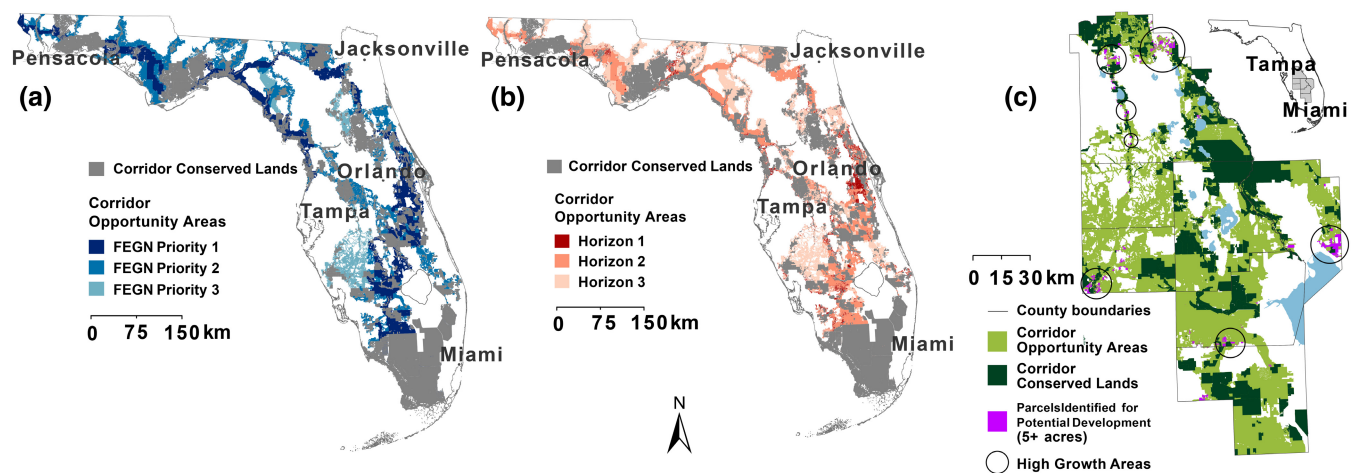 (a)
Pensacola
Jacksonville
Orlando
Tampa
Miami
Corridor Conserved Lands
Corridor
Opportunity Areas
FEGN Priority 1
FEGN Priority 2
FEGN Priority 3
0 75 150 km
(b)
Pensacola
Jacksonville
Orlando
Tampa
Miami
Corridor Conserved Lands
Corridor
Opportunity Areas
Horizon 1
Horizon 2
Horizon 3
0 75 150 km
N
(c)
Tampa
Miami
0 15 30 km
County boundaries
Corridor
Opportunity Areas
Corridor
Conserved Lands
ParcelsIdentified for
Potential Development
(5+ acres)
High Growth Areas